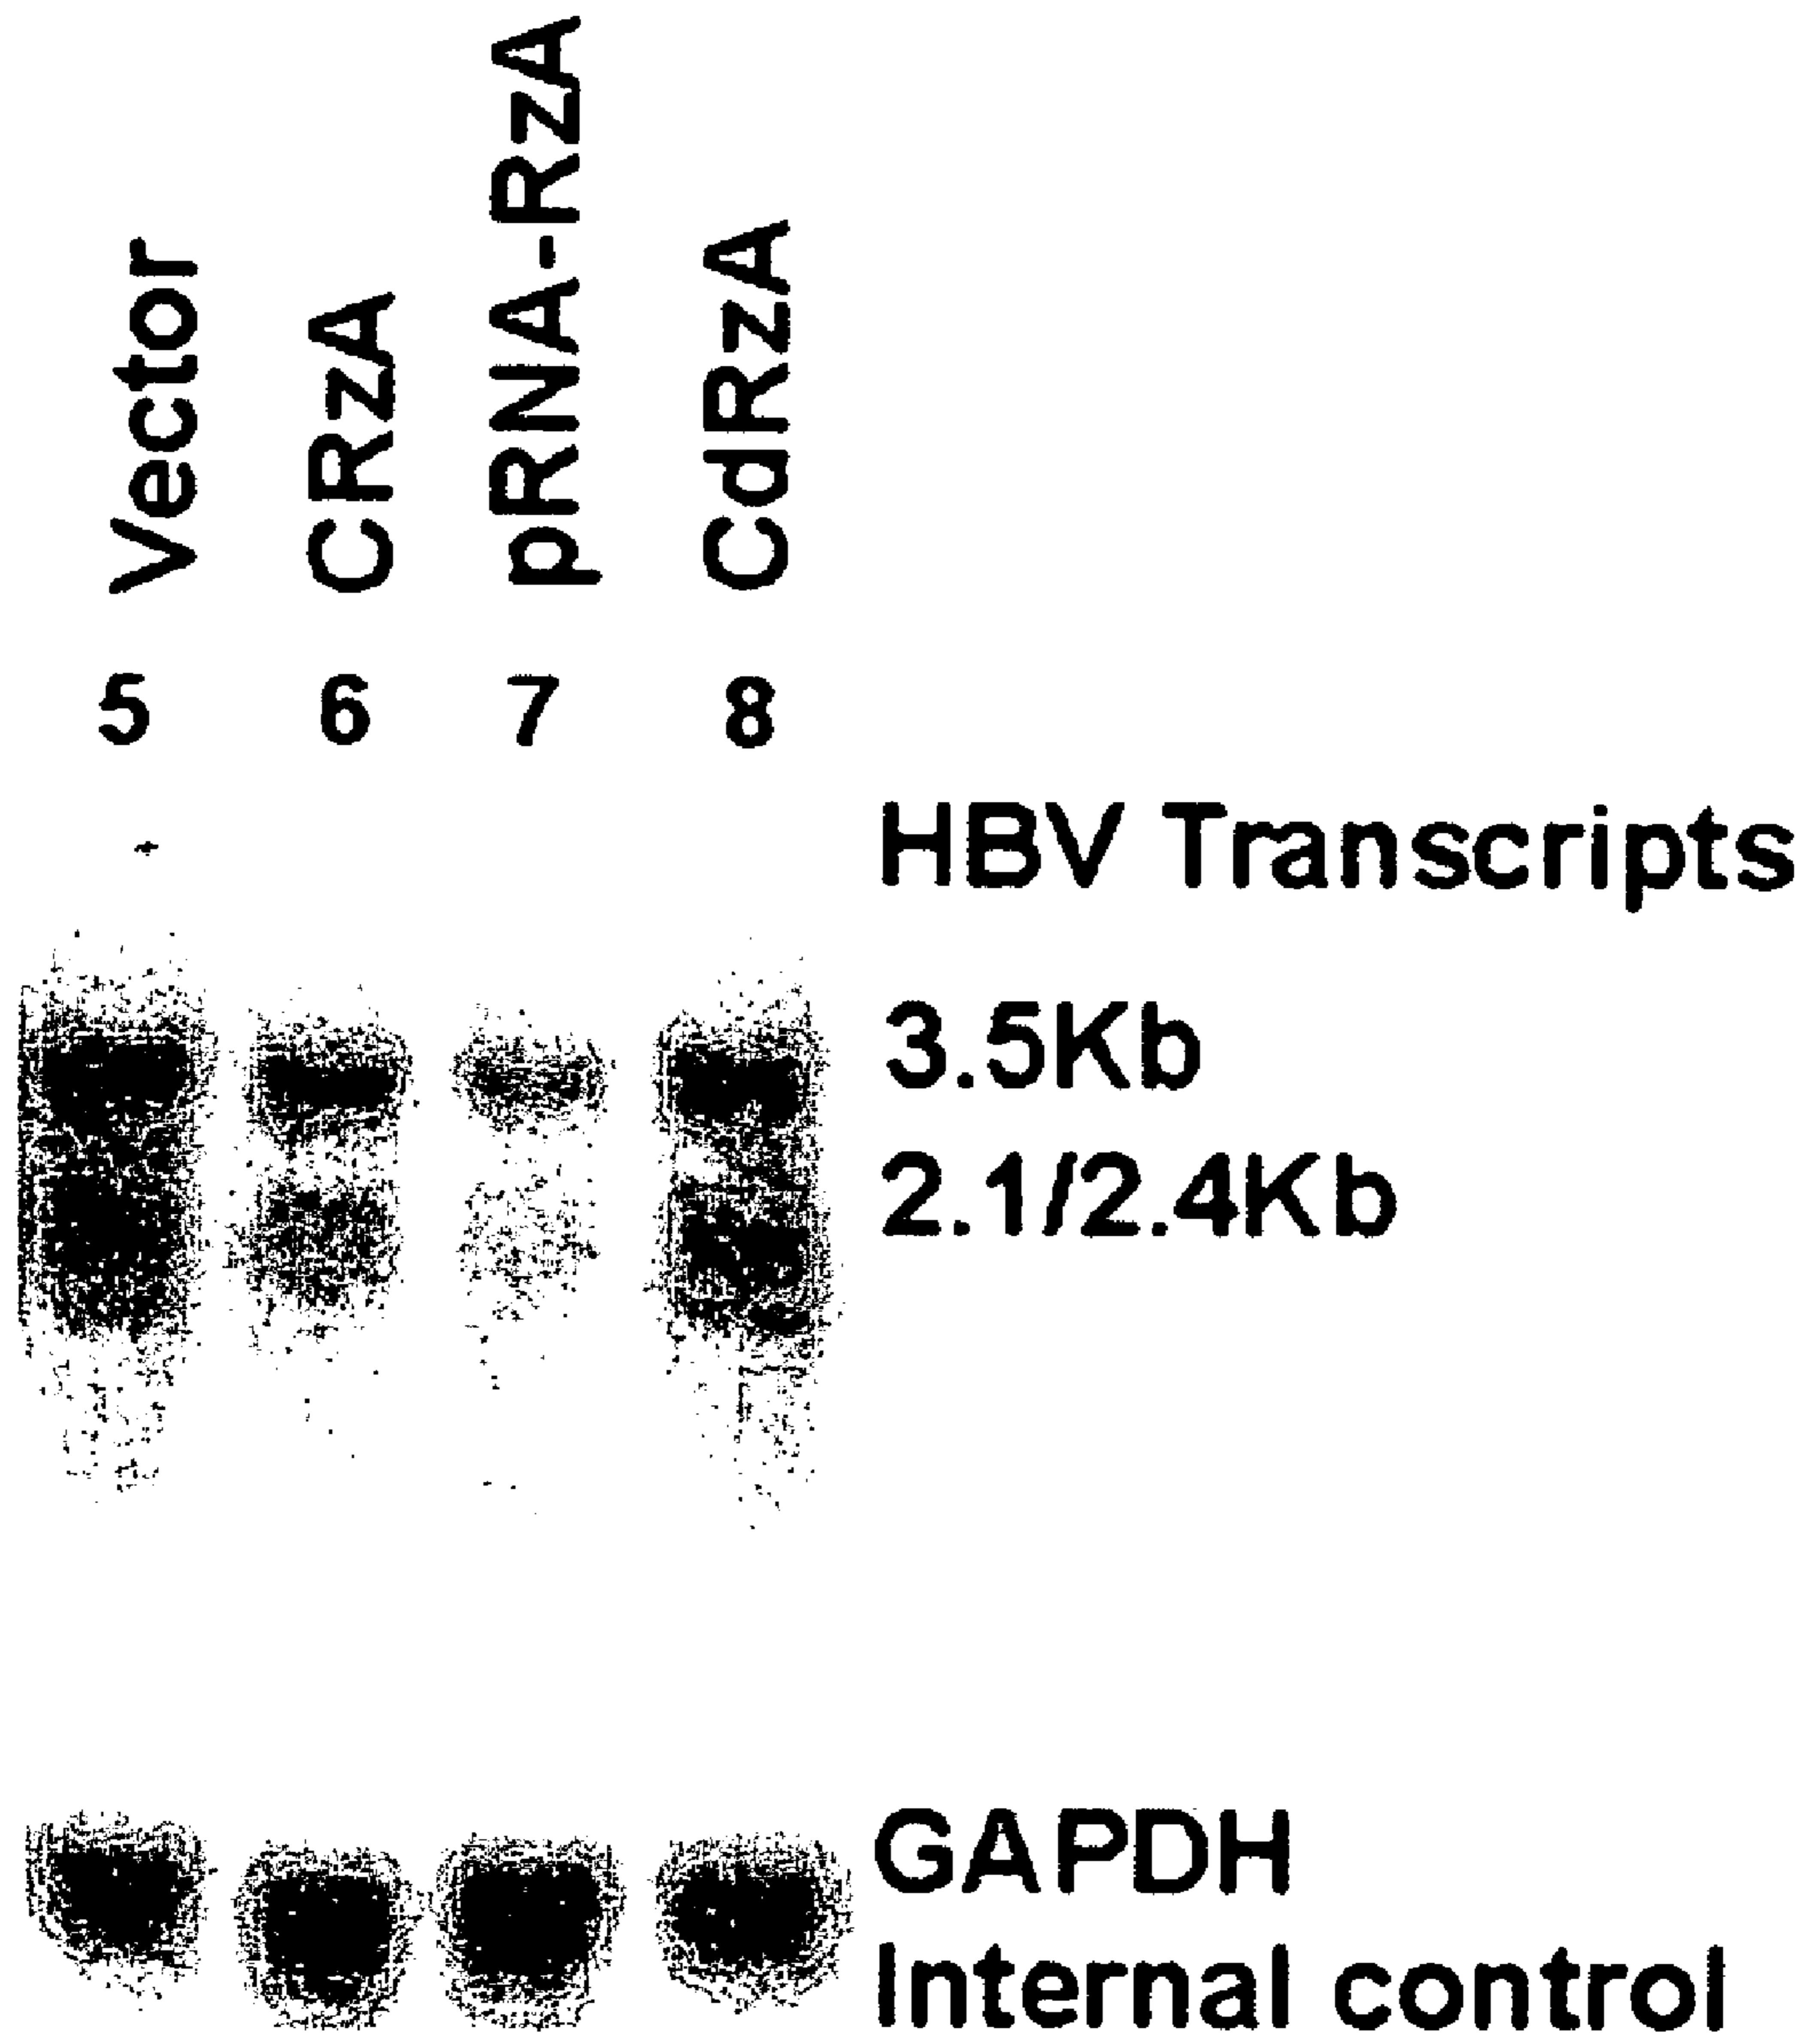 Vector
CRzA
pRNA-RzA
CdRzA
5 6 7 8
HBV Transcripts
3.5Kb
2.1/2.4Kb
GAPDH
Internal control